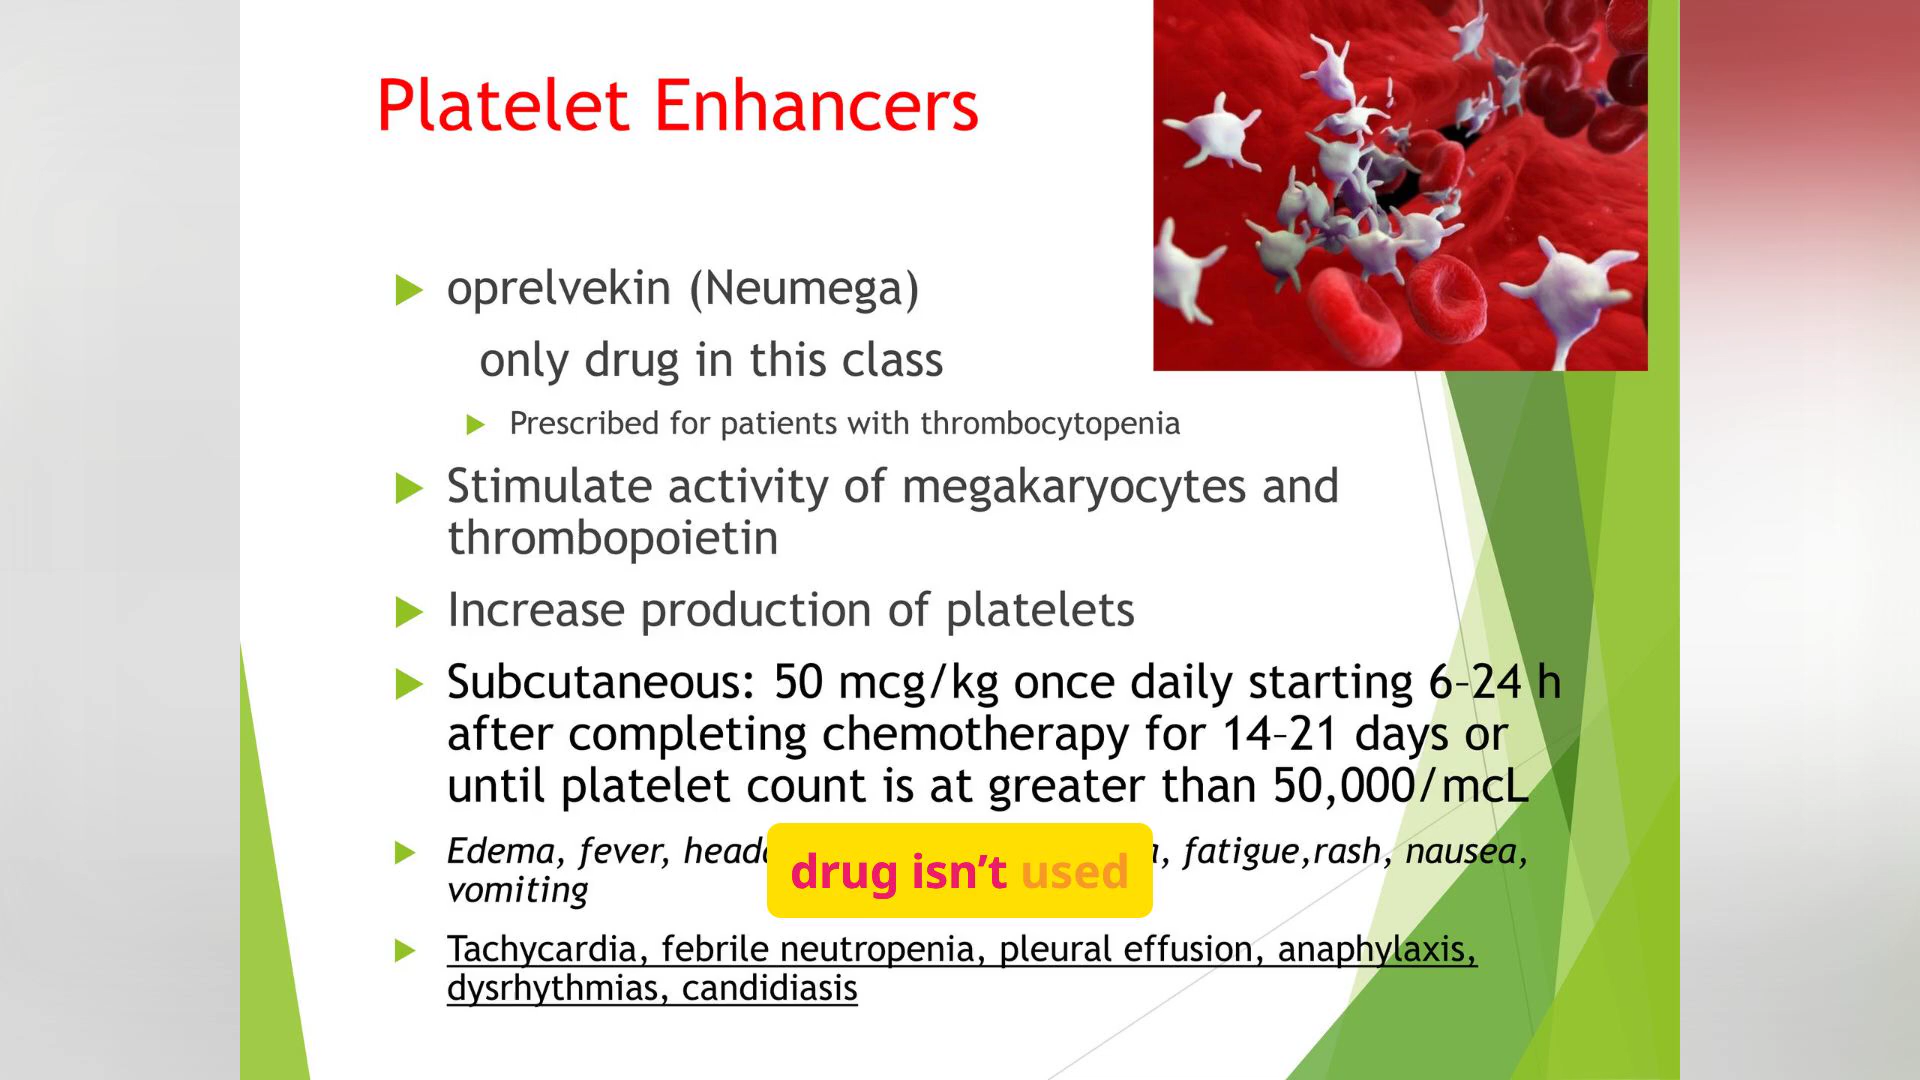 Platelet Enhancers
oprelvekin (Neumega)
only drug in this class
Prescribed for patients with thrombocytopenia
Stimulate activity of megakaryocytes and
thrombopoietin
Increase production of platelets
Subcutaneous: 50 mcg/kg once daily starting 6–24 h
after completing chemotherapy for 14–21 days or
until platelet count is at greater than 50,000/mcL
Edema, fever, fatigue,rash, nausea,
vomiting
drug isn’t used
Tachycardia, febrile neutropenia, pleural effusion, anaphylaxis,
dysrhythmias, candidiasis